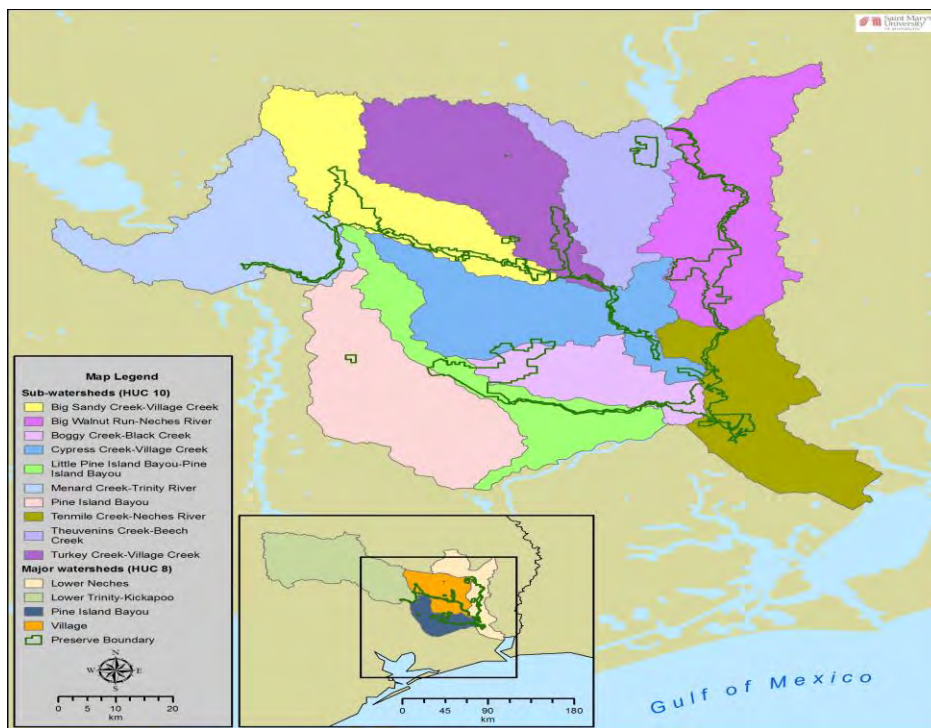 Saint Mary's
University
OF MINNESOTA
Map Legend
Sub-watersheds (HUC 10)
Big Sandy Creek-Village Creek
Big Walnut Run-Neches River
Boggy Creek-Black Creek
Cypress Creek-Village Creek
Little Pine Island Bayou-Pine
Island Bayou
Menard Creek-Trinity River
Pine Island Bayou
Tenmile Creek-Neches River
Theuvenins Creek-Beech
Creek
Turkey Creek-Village Creek
Major watersheds (HUC 8)
Lower Neches
Lower Trinity-Kickapoo
Pine Island Bayou
Village
Preserve Boundary
N
W E
S
0 10 20
km
0 45 90 180
km
Gulf of Mexico